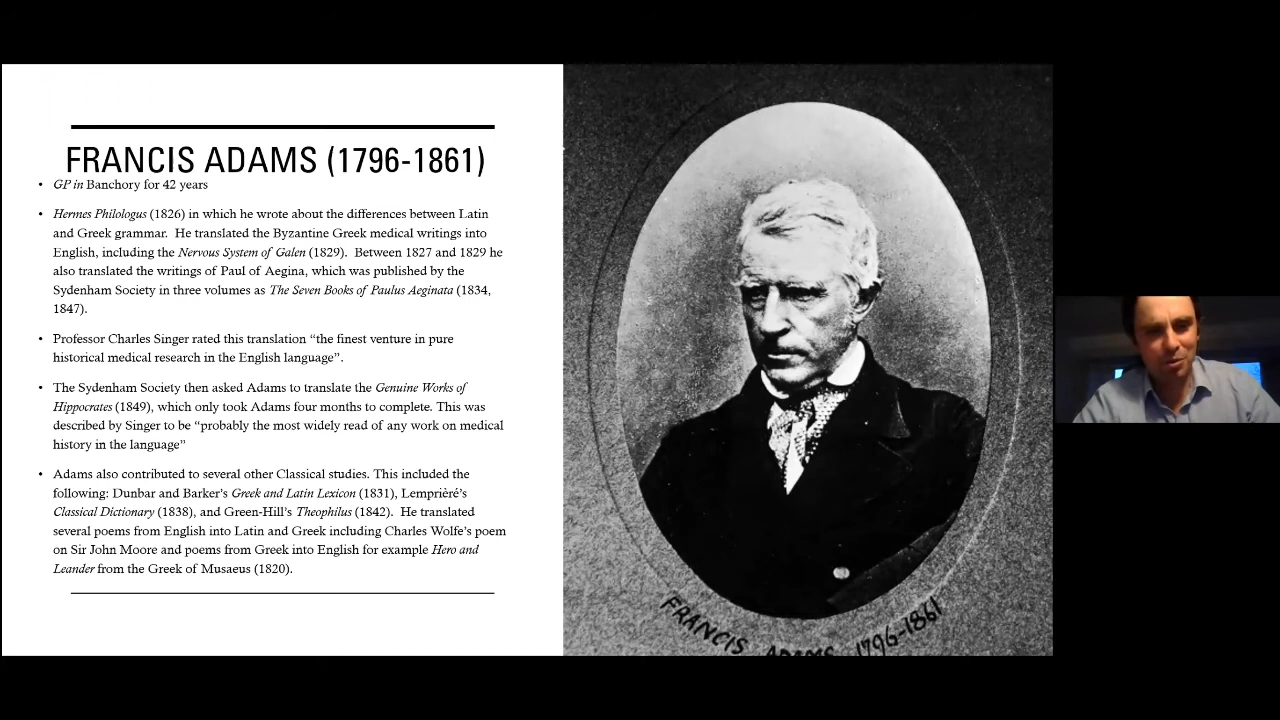 FRANCIS ADAMS (1796-1861)
• GP in Banchory for 42 years
• Hermes Philologus (1826) in which he wrote about the differences between Latin
and Greek grammar. He translated the Byzantine Greek medical writings into
English, including the Nervous System of Galen (1829). Between 1827 and 1829 he
also translated the writings of Paul of Aegina, which was published by the
Sydenham Society in three volumes as The Seven Books of Paulus Aeginata (1834,
1847).
• Professor Charles Singer rated this translation “the finest venture in pure
historical medical research in the English language”.
• The Sydenham Society then asked Adams to translate the Genuine Works of
Hippocrates (1849), which only took Adams four months to complete. This was
described by Singer to be “probably the most widely read of any work on medical
history in the language”
• Adams also contributed to several other Classical studies. This included the
following: Dunbar and Barker’s Greek and Latin Lexicon (1831), Lemprièré’s
Classical Dictionary (1838), and Green-Hill’s Theophilus (1842). He translated
several poems from English into Latin and Greek including Charles Wolfe’s poem
on Sir John Moore and poems from Greek into English for example Hero and
Leander from the Greek of Musaeus (1820).
FRANCIS ADAMS 1796-1861